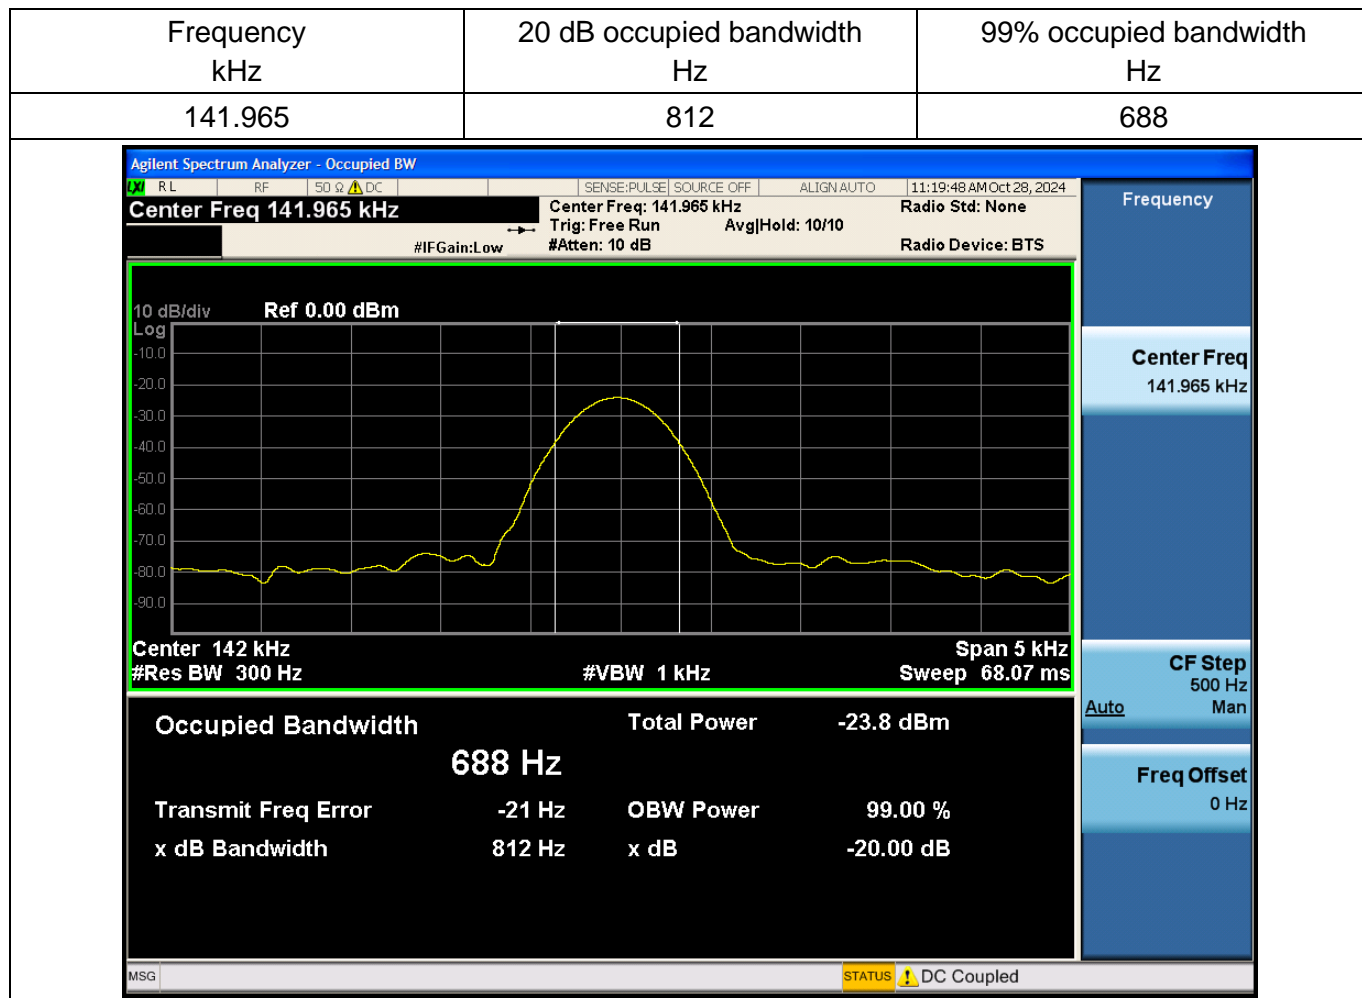 Frequency 20 dB occupied bandwidth 99% occupied bandwidth
kHz Hz Hz
141.965 812 688
Agilent Spectrum Analyzer - Occupied BW
LXI RL RF 50 Ω DC SENSE:PULSE SOURCE OFF ALIGN AUTO 11:19:48 AM Oct 28, 2024
Center Freq 141.965 kHz Center Freq: 141.965 kHz Radio Std: None
Trig: Free Run Avg|Hold: 10/10
#IFGain:Low #Atten: 10 dB Radio Device: BTS
10 dB/div Ref 0.00 dBm
Log
-10.0
-20.0
-30.0
-40.0
-50.0
-60.0
-70.0
-80.0
-90.0
Center 142 kHz Span 5 kHz
#Res BW 300 Hz #VBW 1 kHz Sweep 68.07 ms
Occupied Bandwidth Total Power -23.8 dBm
688 Hz
Transmit Freq Error -21 Hz OBW Power 99.00 %
x dB Bandwidth 812 Hz x dB -20.00 dB
Frequency
Center Freq
141.965 kHz
CF Step
500 Hz
Auto Man
Freq Offset
0 Hz
MSG STATUS DC Coupled